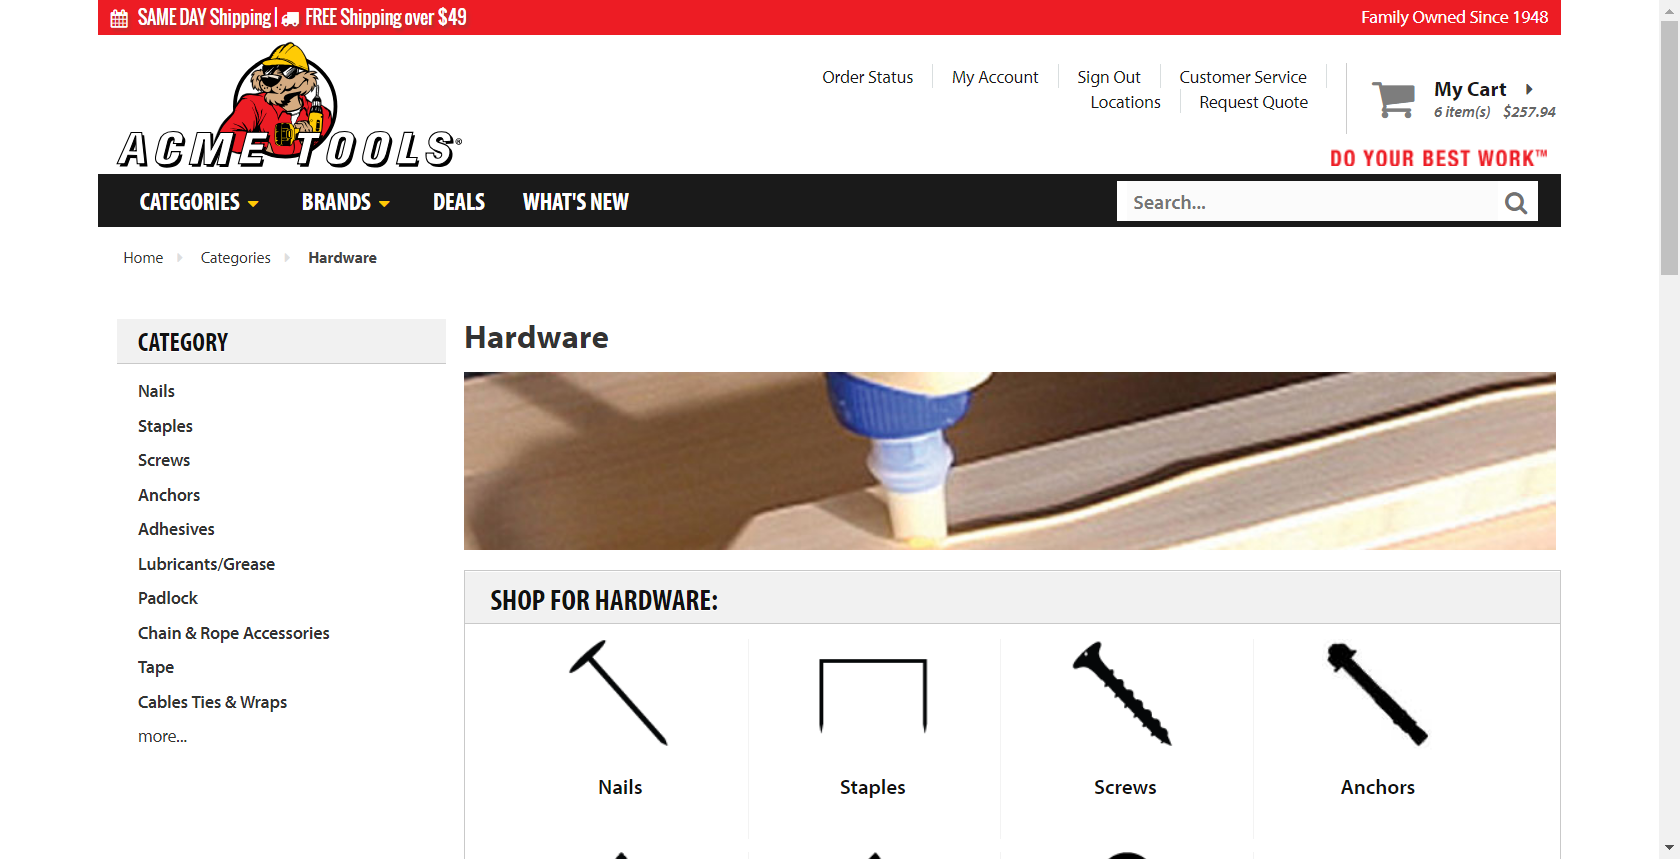 SAME DAY Shipping | FREE Shipping over $49
Family Owned Since 1948
ACME TOOLS®
Order Status
My Account
Sign Out
Customer Service
Locations
Request Quote
My Cart
6 item(s) $257.94
DO YOUR BEST WORK™
CATEGORIES
BRANDS
DEALS
WHAT'S NEW
Search...
Home
Categories
Hardware
CATEGORY
Nails
Staples
Screws
Anchors
Adhesives
Lubricants/Grease
Padlock
Chain & Rope Accessories
Tape
Cables Ties & Wraps
more...
Hardware
SHOP FOR HARDWARE:
Nails
Staples
Screws
Anchors